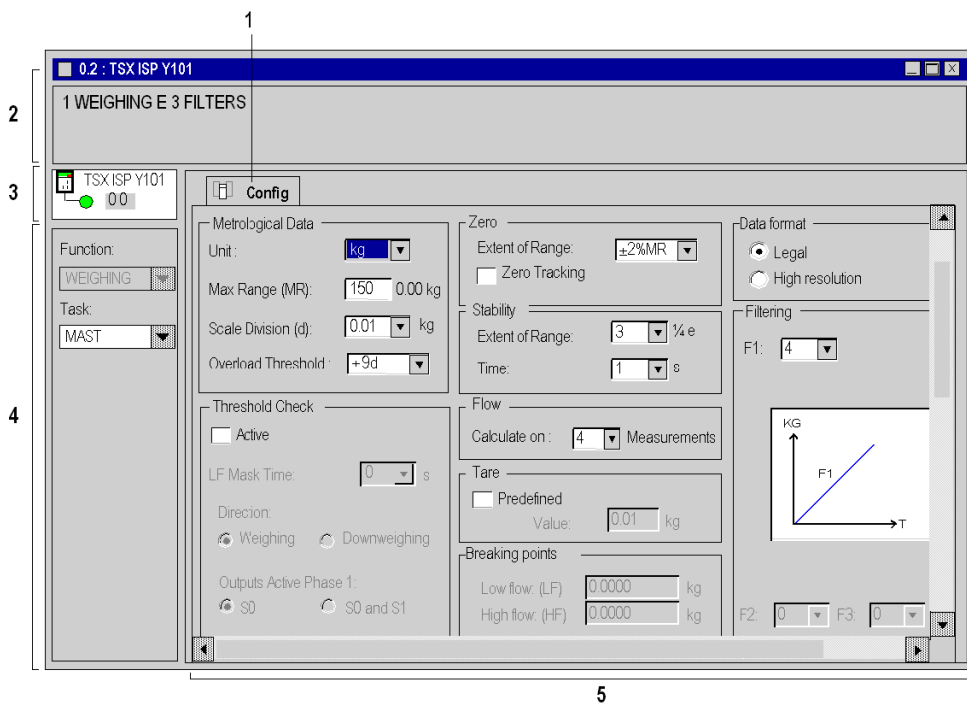 1
0.2 : TSX ISP Y101
2
1 WEIGHING E 3 FILTERS
3
TSX ISP Y101
0 0
Config
4
Function:
WEIGHING
Task:
MAST
Metrological Data
Unit :
kg
Max Range (MR): 150 0.00 kg
Scale Division (d): 0.01 kg
Overload Threshold : +9d
Threshold Check
Active
LF Mask Time: 0 s
Direcion:
Weighing Downweighing
Outputs Active Phase 1:
S0 S0 and S1
Zero
Extent of Range: ±2%MR
Zero Tracking
Stability
Extent of Range: 3 ¼ e
Time: 1 s
Flow
Calculate on : 4 Measurements
Tare
Predefined
Value: 0.01 kg
Breaking points
Low flow: (LF) 0.0000 kg
High flow: (HF) 0.0000 kg
Data format
Legal
High resolution
Filtering
F1: 4
KG
F1
T
F2: 0 F3: 0
5